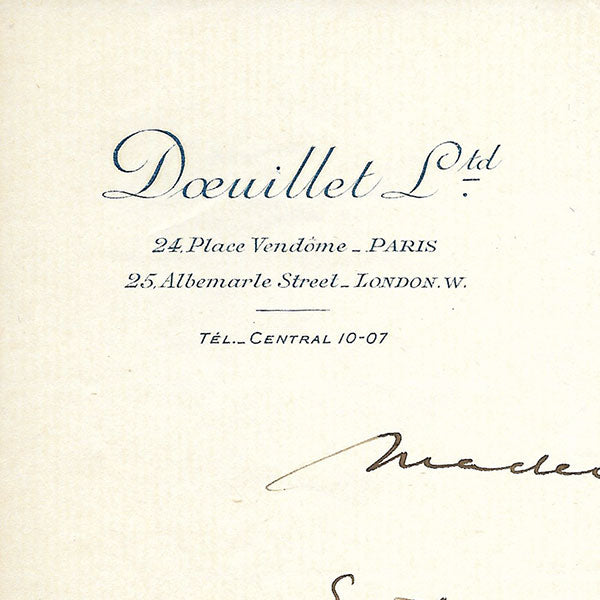 Dœuillet Ltd.
24, Place Vendôme _ PARIS
25, Albemarle Street _ LONDON. W.
TÉL. _ CENTRAL 10-07